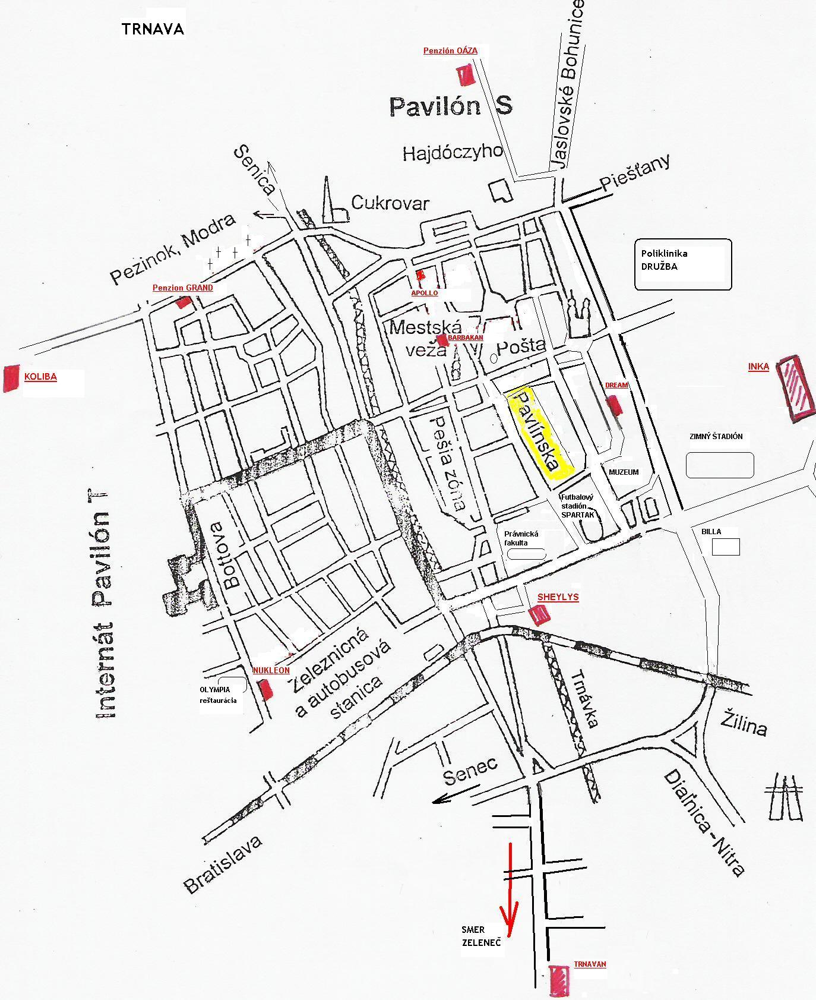 TRNAVA
Penzión OÁZA
Pavilón S
Jaslovské Bohunice
Hajdóczyho
Senica
Piešťany
Cukrovar
Pezinok, Modra
Poliklinika
DRUŽBA
Penzion GRAND
APOLLO
Mestská
veža
BARBAKAN
Pošta
KOLIBA
INKA
DREAM
Pavlínska
Pešia zóna
ZIMNÝ ŠTADIÓN
MUZEUM
Futbalový
stadión
SPARTAK
Internát Pavilón T
Bottova
Právnická
fakulta
BILLA
SHEYLYS
Zeleznicná
a autobusová
stanica
NUKLEON
OLYMPIA
reštaurácia
Trnávka
Žilina
Senec
Diaľnica-Nitra
Bratislava
SMER
ZELENEČ
TRNAVAN